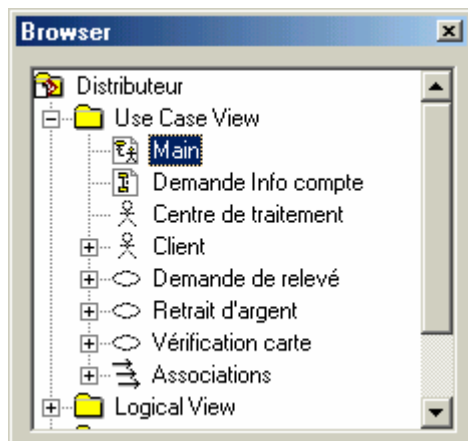 Browser
Distributeur
Use Case View
Main
Demande Info compte
Centre de traitement
Client
Demande de relevé
Retrait d'argent
Vérification carte
Associations
Logical View